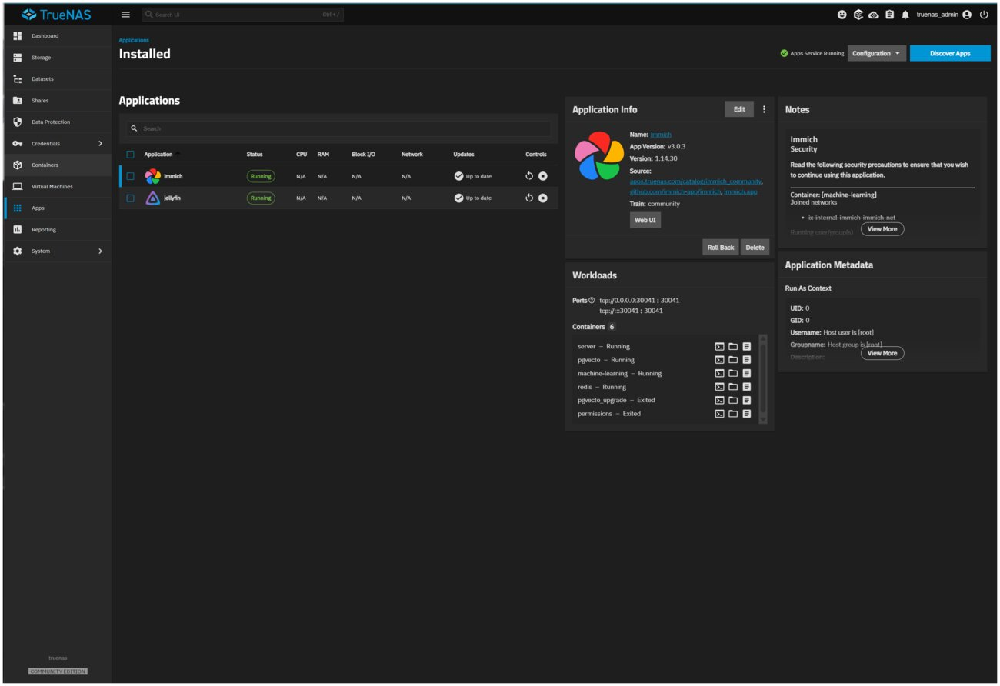 TrueNAS
Search UI
Ctrl + /
truenas_admin
Dashboard
Storage
Datasets
Shares
Data Protection
Credentials
Containers
Virtual Machines
Apps
Reporting
System
truenas
COMMUNITY EDITION
Applications
Installed
Apps Service Running
Configuration
Discover Apps
Applications
Search
Application Status CPU RAM Block I/O Network Updates Controls
immich Running N/A N/A N/A N/A Up to date
jellyfin Running N/A N/A N/A N/A Up to date
Application Info
Edit
Name: immich
App Version: v3.0.3
Version: 1.14.30
Source:
apps.truenas.com/catalog/immich_community,
github.com/immich-app/immich, immich.app
Train: community
Web UI
Roll Back Delete
Workloads
Ports tcp://0.0.0.0:30041 : 30041
tcp://:::30041 : 30041
Containers 6
server – Running
pgvecto – Running
machine-learning – Running
redis – Running
pgvecto_upgrade – Exited
permissions – Exited
Notes
Immich
Security
Read the following security precautions to ensure that you wish
to continue using this application.
Container: [machine-learning]
Joined networks
• ix-internal-immich-immich-net
Running user/group(s)
View More
Application Metadata
Run As Context
UID: 0
GID: 0
Username: Host user is [root]
Groupname: Host group is [root]
Description:
View More